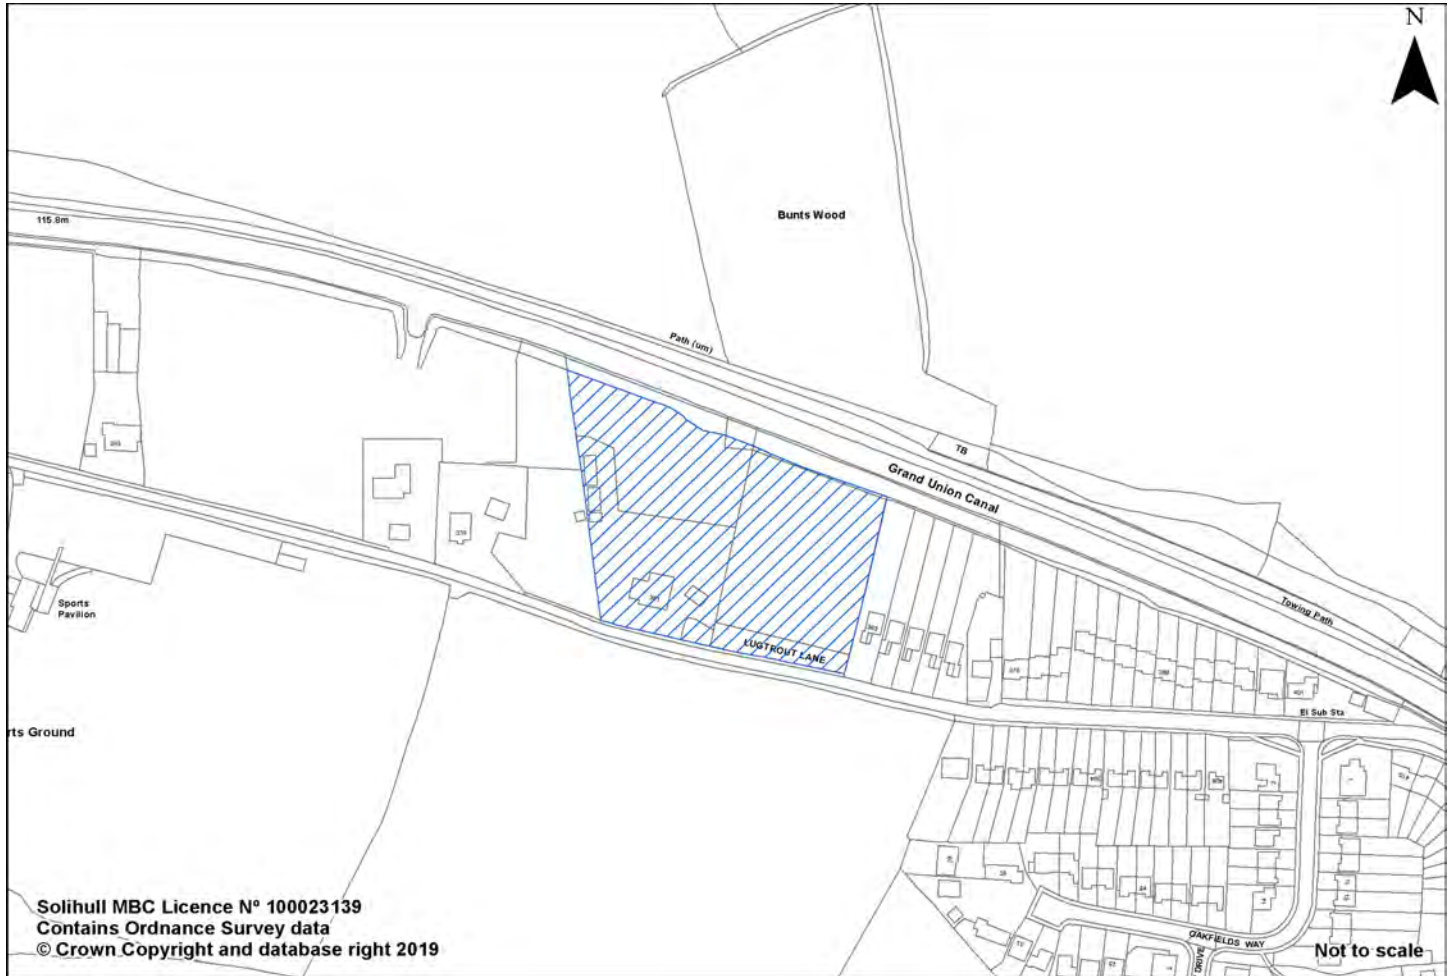 N
Bunts Wood
115.8m
Path (um)
TB
Grand Union Canal
Towing Path
Sports
Pavilion
LUGTROUT LANE
El Sub Sta
rts Ground
OAKFIELDS WAY
DRIVE
Solihull MBC Licence Nº 100023139
Contains Ordnance Survey data
© Crown Copyright and database right 2019
Not to scale